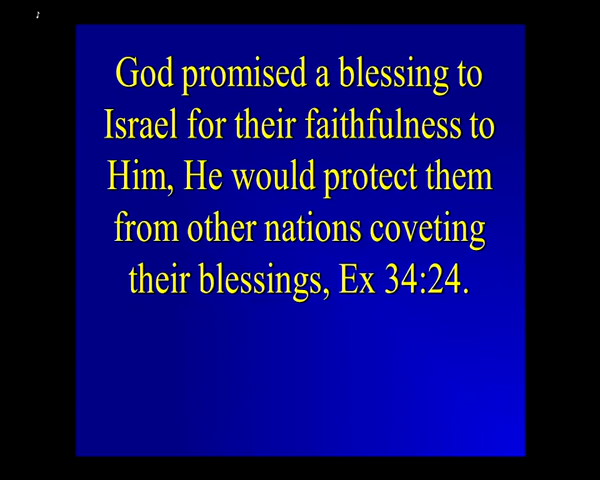 God promised a blessing to
Israel for their faithfulness to
Him, He would protect them
from other nations coveting
their blessings, Ex 34:24.